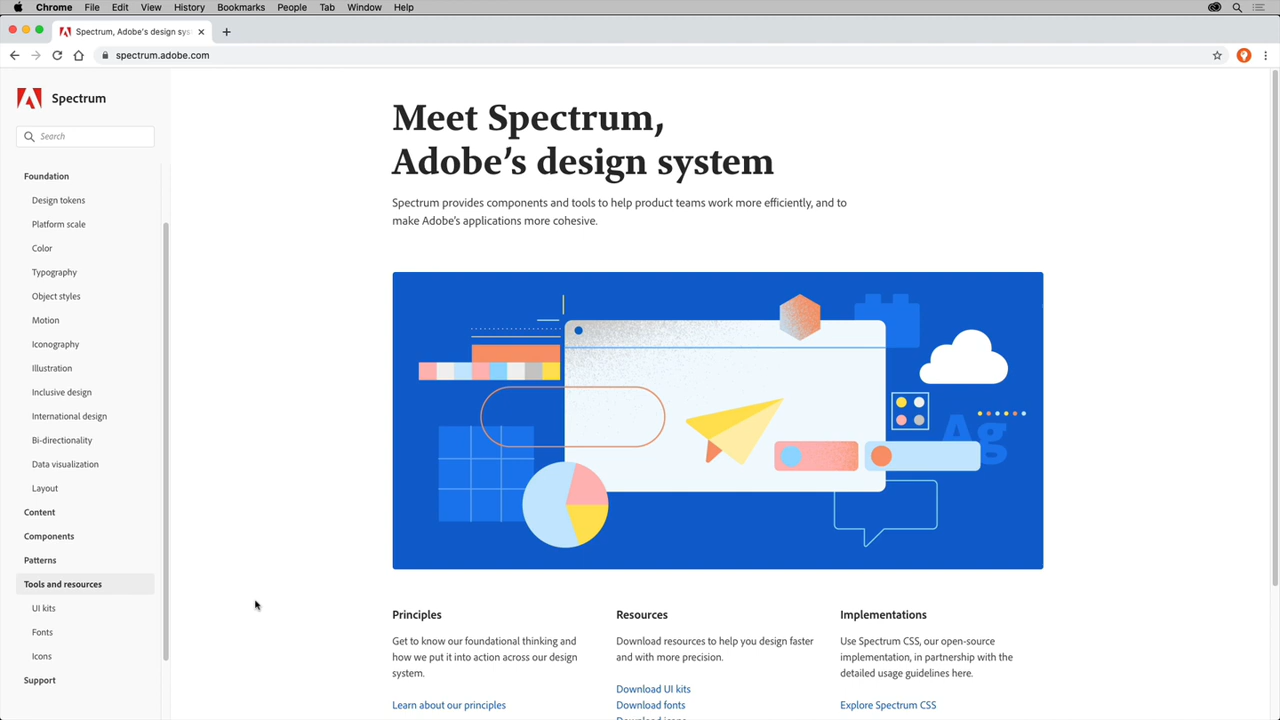 Chrome File Edit View History Bookmarks People Tab Window Help
Spectrum, Adobe's design sys
spectrum.adobe.com
Spectrum
Search
Foundation
Design tokens
Platform scale
Color
Typography
Object styles
Motion
Iconography
Illustration
Inclusive design
International design
Bi-directionality
Data visualization
Layout
Content
Components
Patterns
Tools and resources
UI kits
Fonts
Icons
Support
Meet Spectrum,
Adobe’s design system
Spectrum provides components and tools to help product teams work more efficiently, and to
make Adobe’s applications more cohesive.
Ag
Principles
Get to know our foundational thinking and
how we put it into action across our design
system.
Learn about our principles
Resources
Download resources to help you design faster
and with more precision.
Download UI kits
Download fonts
Download icons
Implementations
Use Spectrum CSS, our open-source
implementation, in partnership with the
detailed usage guidelines here.
Explore Spectrum CSS